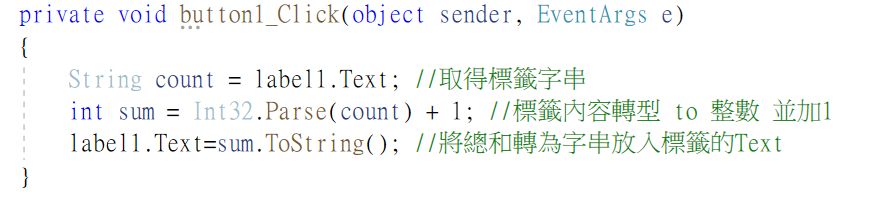 private void button1_Click(object sender, EventArgs e)
{
String count = label1.Text; //取得標籤字串
int sum = Int32.Parse(count) + 1; //標籤內容轉型 to 整數 並加1
label1.Text=sum.ToString(); //將總和轉為字串放入標籤的Text
}